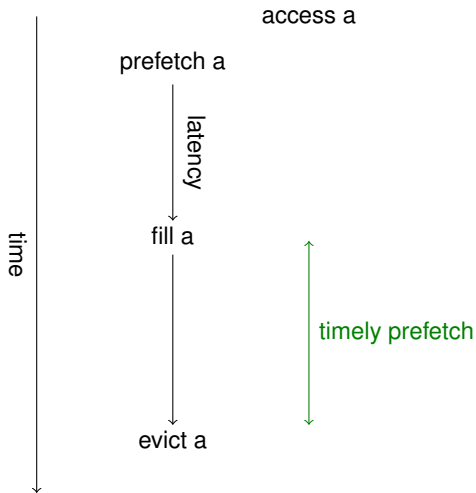 access a
prefetch a
latency
fill a
time
timely prefetch
evict a